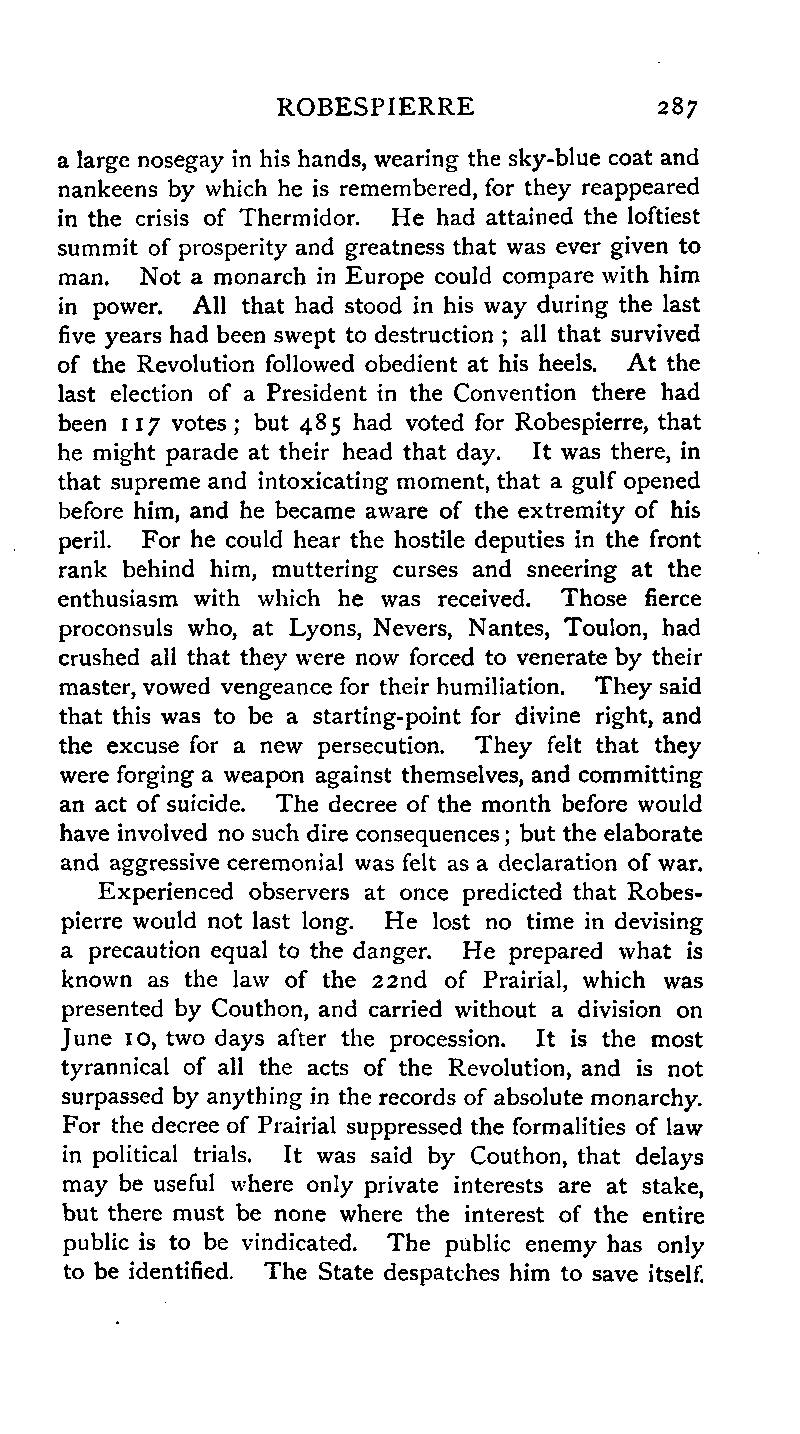 ROBESPIERRE 287
a large nosegay in his hands, wearing the sky-blue coat and
nankeens by which he is remembered, for they reappeared
in the crisis of Thermidor. He had attained the loftiest
summit of prosperity and greatness that was ever given to
man. Not a monarch in Europe could compare with him
in power. All that had stood in his way during the last
five years had been swept to destruction ; all that survived
of the Revolution followed obedient at his heels. At the
last election of a President in the Convention there had
been 117 votes ; but 485 had voted for Robespierre, that
he might parade at their head that day. It was there, in
that supreme and intoxicating moment, that a gulf opened
before him, and he became aware of the extremity of his
peril. For he could hear the hostile deputies in the front
rank behind him, muttering curses and sneering at the
enthusiasm with which he was received. Those fierce
proconsuls who, at Lyons, Nevers, Nantes, Toulon, had
crushed all that they were now forced to venerate by their
master, vowed vengeance for their humiliation. They said
that this was to be a starting-point for divine right, and
the excuse for a new persecution. They felt that they
were forging a weapon against themselves, and committing
an act of suicide. The decree of the month before would
have involved no such dire consequences ; but the elaborate
and aggressive ceremonial was felt as a declaration of war.
Experienced observers at once predicted that Robes-
pierre would not last long. He lost no time in devising
a precaution equal to the danger. He prepared what is
known as the law of the 22nd of Prairial, which was
presented by Couthon, and carried without a division on
June 10, two days after the procession. It is the most
tyrannical of all the acts of the Revolution, and is not
surpassed by anything in the records of absolute monarchy.
For the decree of Prairial suppressed the formalities of law
in political trials. It was said by Couthon, that delays
may be useful where only private interests are at stake,
but there must be none where the interest of the entire
public is to be vindicated. The public enemy has only
to be identified. The State despatches him to save itself.